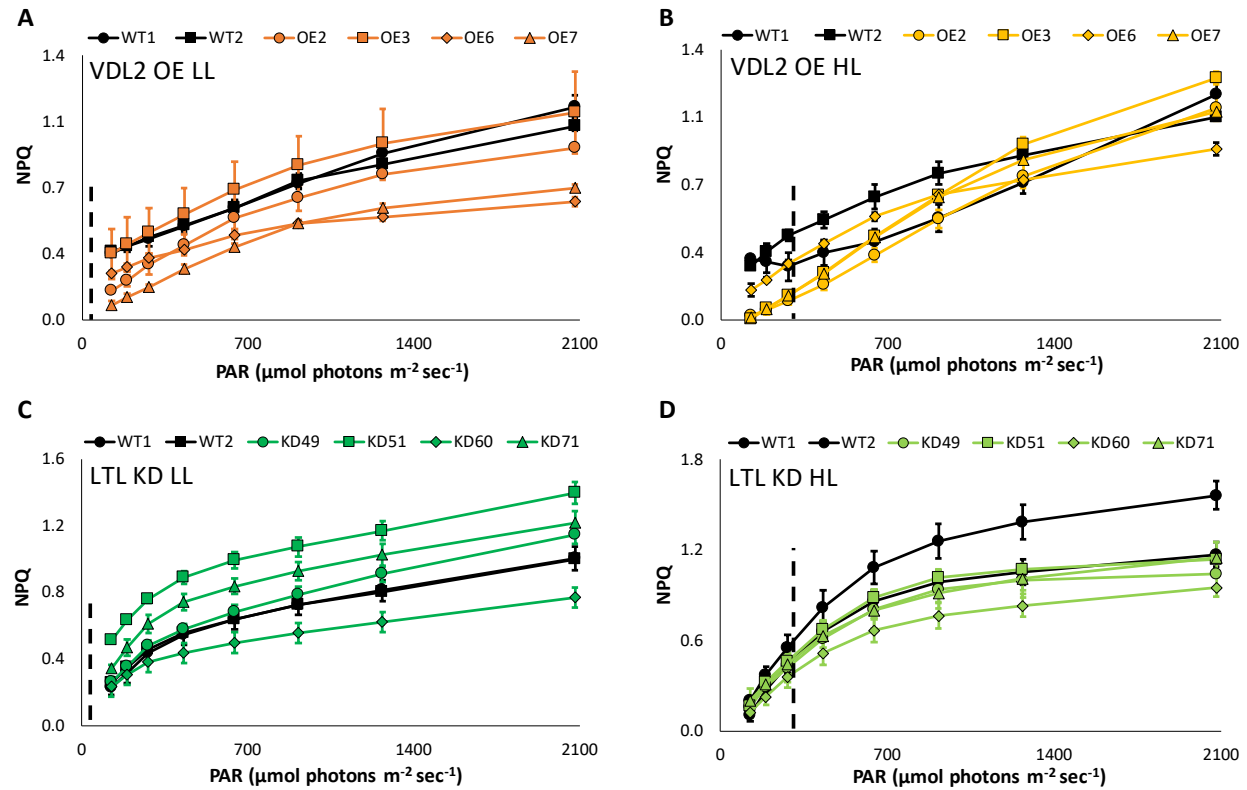 A
WT1 WT2 OE2 OE3 OE6 OE7
VDL2 OE LL
NPQ
1.4
1.1
0.7
0.4
0.0
0 700 1400 2100
PAR (µmol photons m⁻² sec⁻¹)
B
WT1 WT2 OE2 OE3 OE6 OE7
VDL2 OE HL
NPQ
1.4
1.1
0.7
0.4
0.0
700 1400 2100
PAR (µmol photons m⁻² sec⁻¹)
C
WT1 WT2 KD49 KD51 KD60 KD71
LTL KD LL
NPQ
1.6
1.2
0.8
0.4
0.0
0 700 1400 2100
PAR (µmol photons m⁻² sec⁻¹)
D
WT1 WT2 KD49 KD51 KD60 KD71
LTL KD HL
NPQ
1.8
1.2
0.6
0.0
0 700 1400 2100
PAR (µmol photons m⁻² sec⁻¹)